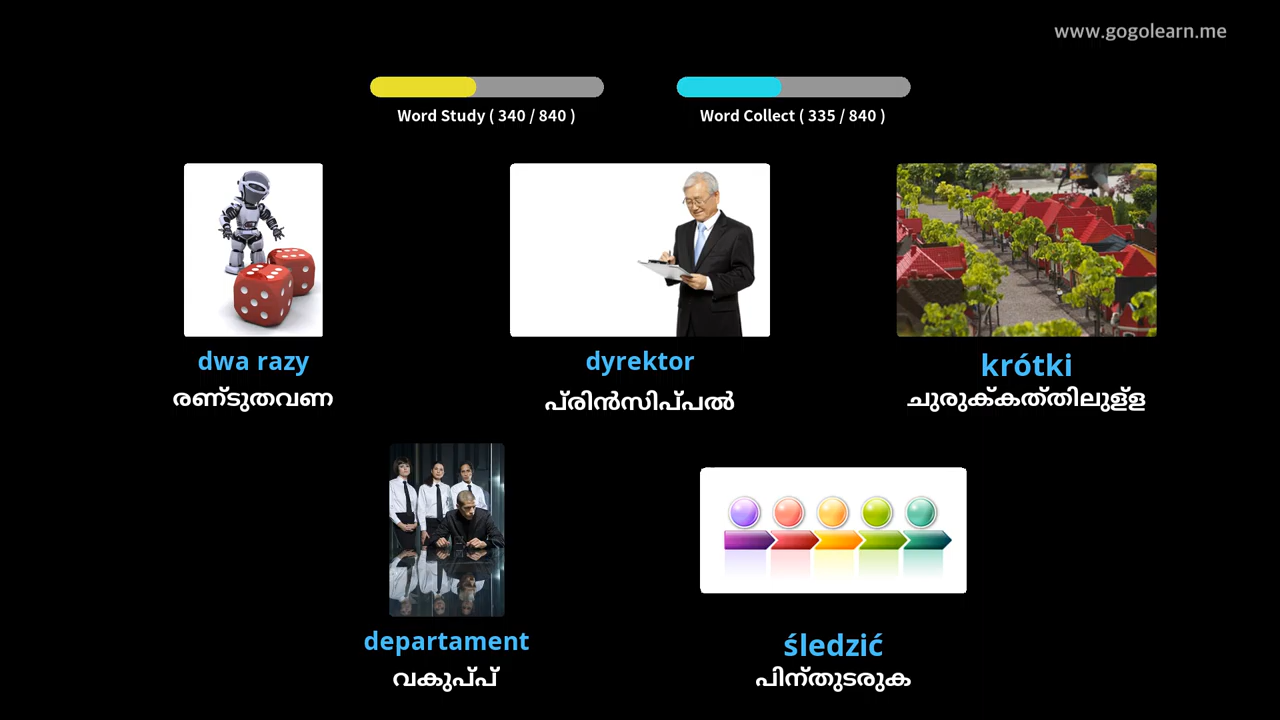 www.gogolearn.me
Word Study ( 340 / 840 )
Word Collect ( 335 / 840 )
dwa razy
രണ്ടുതവണ
dyrektor
പ്രിൻസിപ്പൽ
krótki
ചുരുക്കത്തിലുള്ള
departament
വകുപ്പ്
śledzić
പിന്തുടരുക